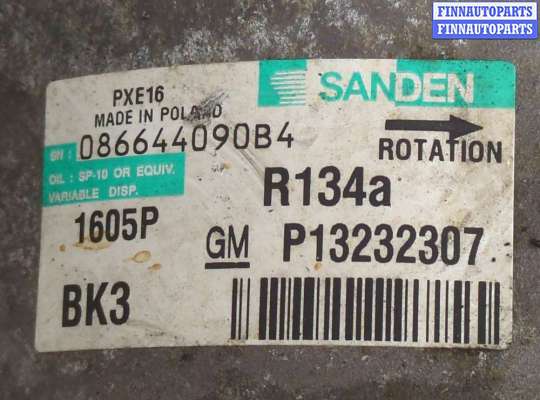 FINNAUTOPARTS
FINNAUTOPARTS
PXE16
MADE IN POLAND
SANDEN
SN : 086644090B4
ROTATION
OIL : SP-10 OR EQUIV.
VARIABLE DISP.
R134a
1605P
GM P13232307
BK3